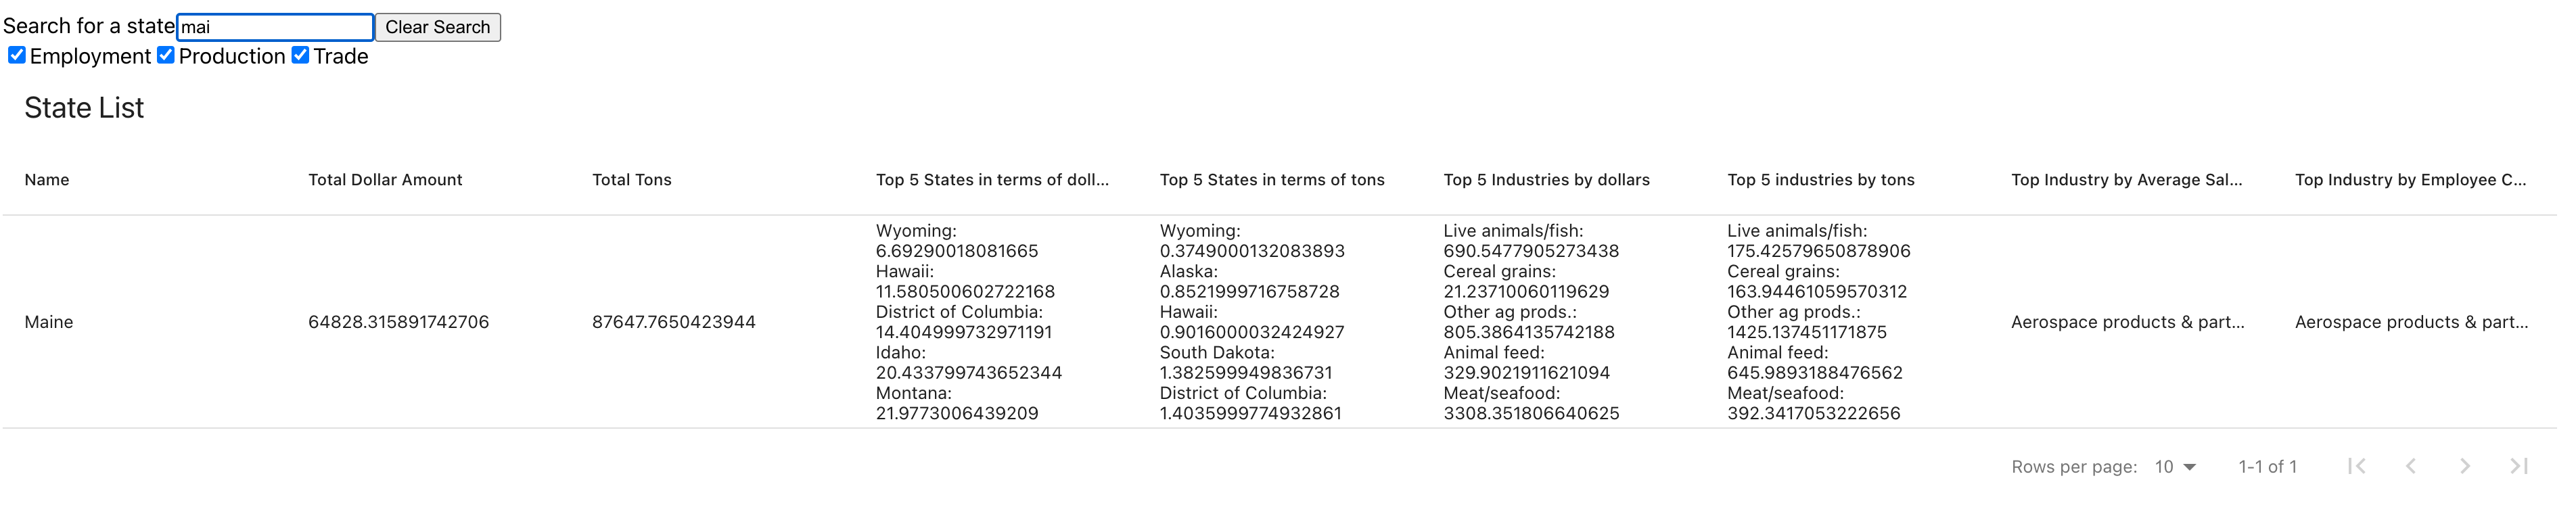 Search for a state mai Clear Search
Employment Production Trade
State List
Name Total Dollar Amount Total Tons Top 5 States in terms of doll... Top 5 States in terms of tons Top 5 Industries by dollars Top 5 industries by tons Top Industry by Average Sal... Top Industry by Employee C...
Maine 64828.315891742706 87647.7650423944
Wyoming:
6.69290018081665
Hawaii:
11.580500602722168
District of Columbia:
14.404999732971191
Idaho:
20.433799743652344
Montana:
21.9773006439209
Wyoming:
0.3749000132083893
Alaska:
0.8521999716758728
Hawaii:
0.9016000032424927
South Dakota:
1.382599949836731
District of Columbia:
1.4035999774932861
Live animals/fish:
690.5477905273438
Cereal grains:
21.23710060119629
Other ag prods.:
805.3864135742188
Animal feed:
329.9021911621094
Meat/seafood:
3308.351806640625
Live animals/fish:
175.42579650878906
Cereal grains:
163.94461059570312
Other ag prods.:
1425.137451171875
Animal feed:
645.9893188476562
Meat/seafood:
392.3417053222656
Aerospace products & part... Aerospace products & part...
Rows per page: 10 1-1 of 1